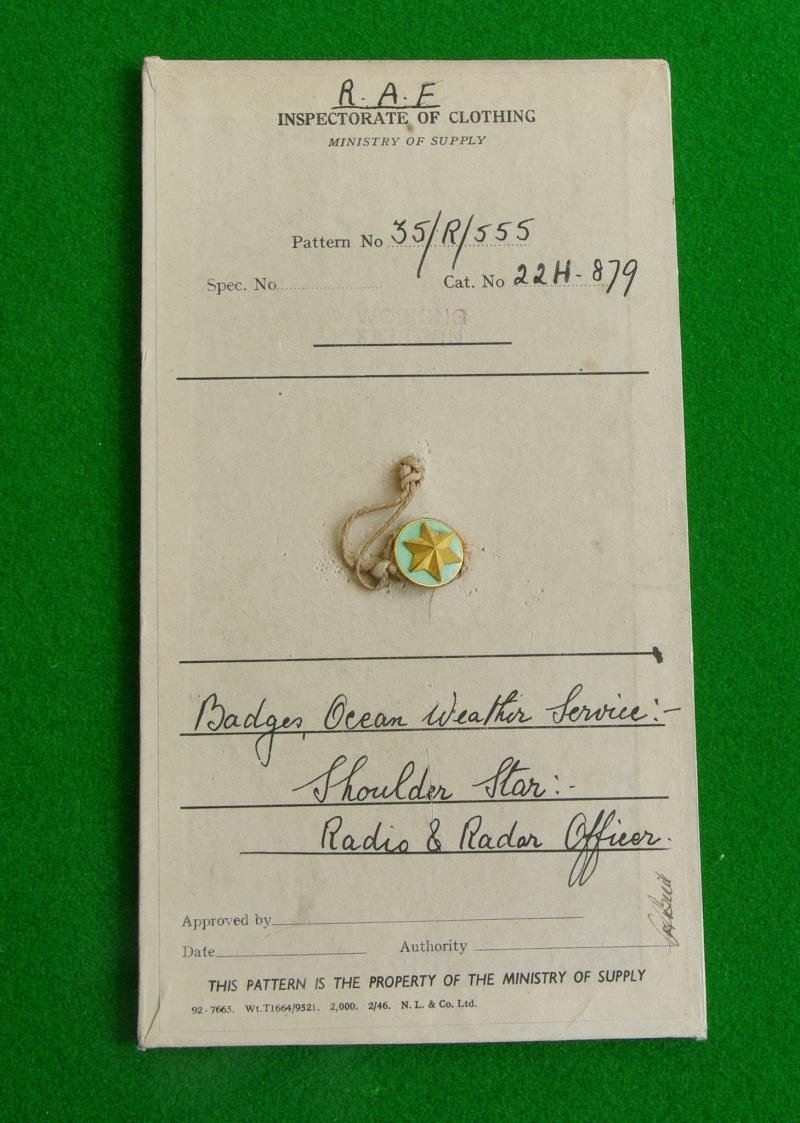 R.A.F
INSPECTORATE OF CLOTHING
MINISTRY OF SUPPLY
Pattern No 35/R/555
Spec. No. Cat. No 22H-879
Badges, Ocean Weather Service:-
Shoulder Star:-
Radio & Radar Officer.
Approved by
Date Authority
THIS PATTERN IS THE PROPERTY OF THE MINISTRY OF SUPPLY
92-7665. Wt.T1664/9521. 2,000. 2/46. N. L. & Co. Ltd.